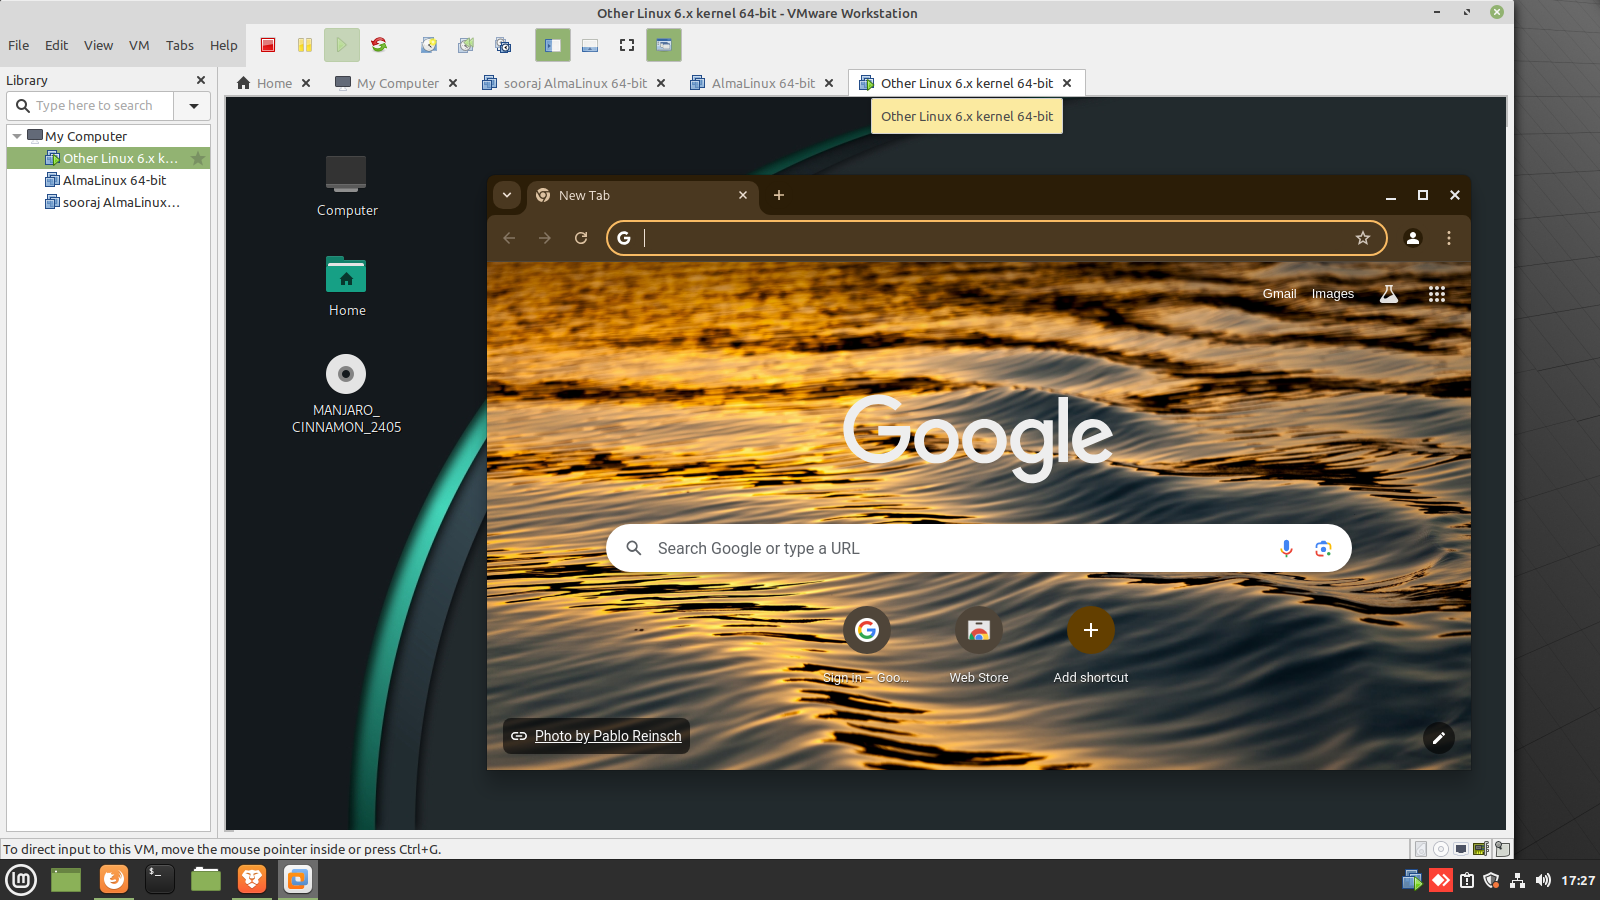 Other Linux 6.x kernel 64-bit - VMware Workstation
File Edit View VM Tabs Help
Library
Home
My Computer
sooraj AlmaLinux 64-bit
AlmaLinux 64-bit
Other Linux 6.x kernel 64-bit
Type here to search
Other Linux 6.x kernel 64-bit
My Computer
Other Linux 6.x k...
AlmaLinux 64-bit
sooraj AlmaLinux...
Computer
Home
MANJARO_
CINNAMON_2405
New Tab
Gmail Images
Google
Search Google or type a URL
Sign in – Goo...
Web Store
Add shortcut
Photo by Pablo Reinsch
To direct input to this VM, move the mouse pointer inside or press Ctrl+G.
17:27